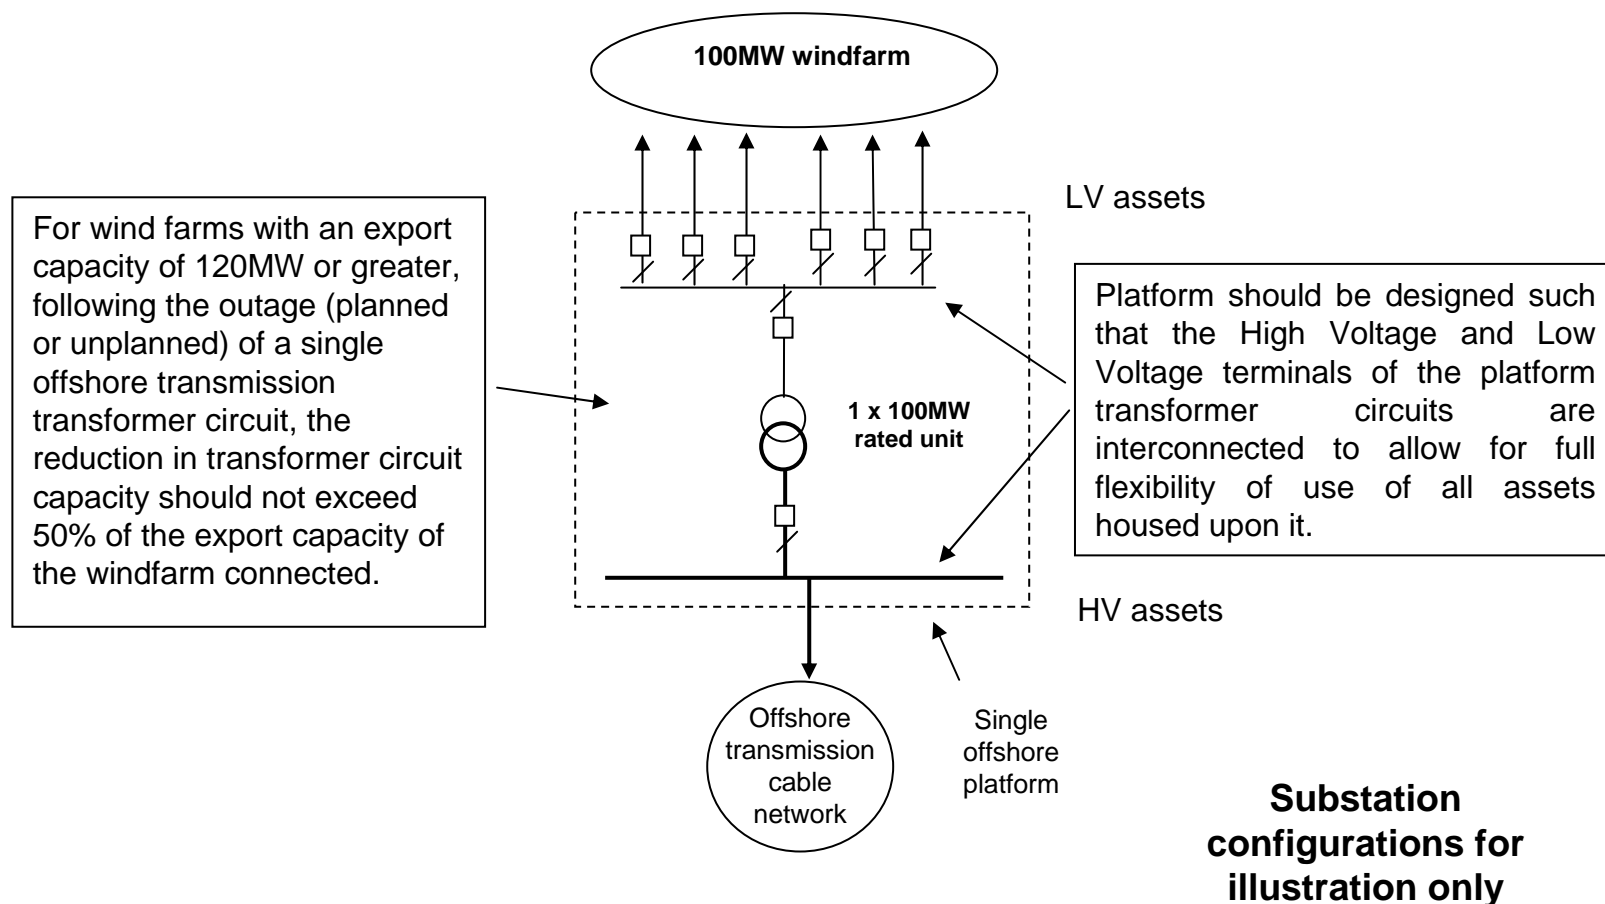 100MW windfarm
LV assets
For wind farms with an export
capacity of 120MW or greater,
following the outage (planned
or unplanned) of a single
offshore transmission
transformer circuit, the
reduction in transformer circuit
capacity should not exceed
50% of the export capacity of
the windfarm connected.
Platform should be designed such
that the High Voltage and Low
Voltage terminals of the platform
transformer circuits are
interconnected to allow for full
flexibility of use of all assets
housed upon it.
1 x 100MW
rated unit
HV assets
Offshore
transmission
cable
network
Single
offshore
platform
Substation
configurations for
illustration only